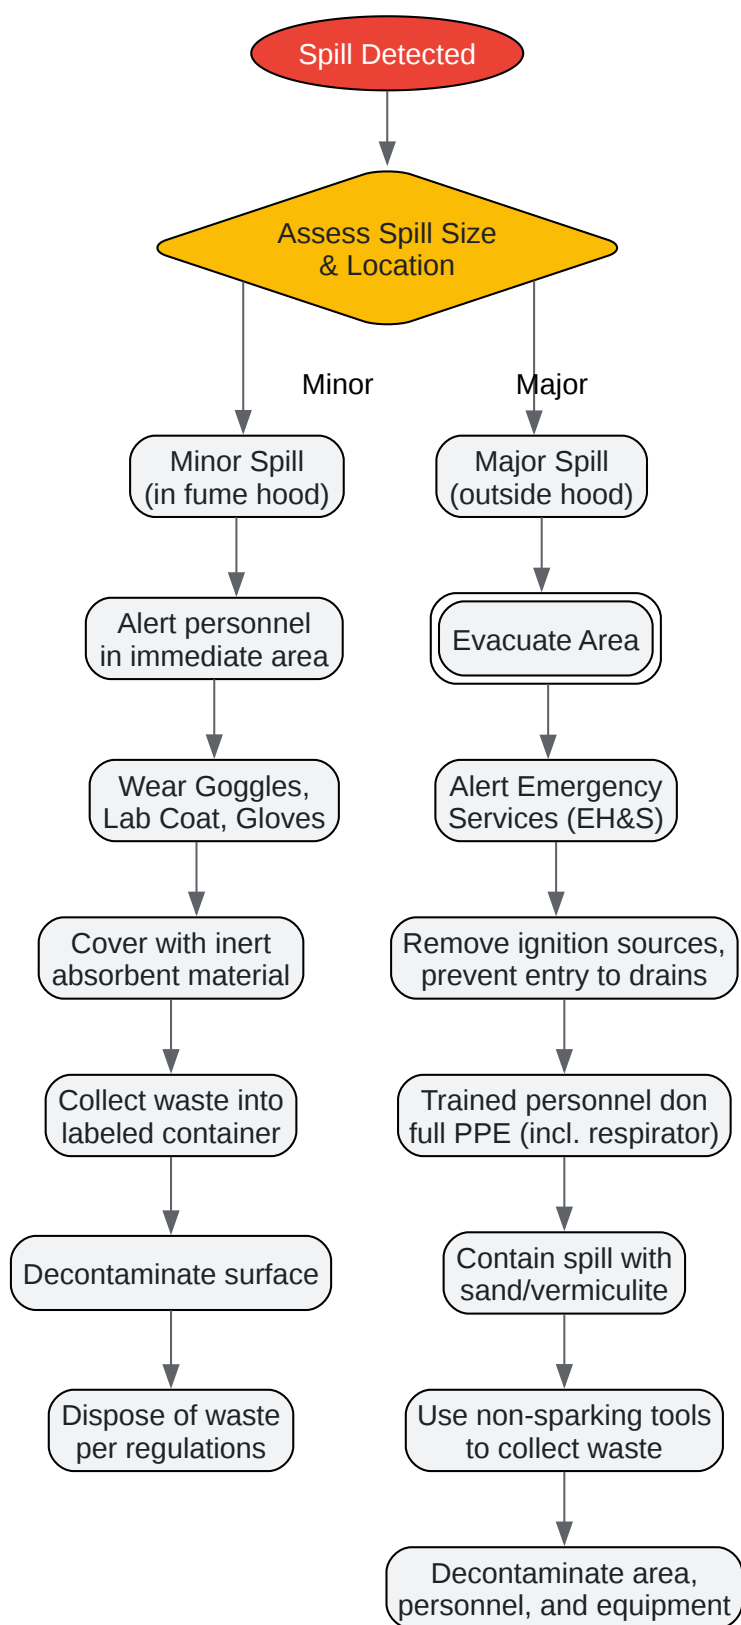 Spill Detected
Assess Spill Size
& Location
Minor
Major
Minor Spill
(in fume hood)
Major Spill
(outside hood)
Alert personnel
in immediate area
Evacuate Area
Wear Goggles,
Lab Coat, Gloves
Alert Emergency
Services (EH&S)
Cover with inert
absorbent material
Remove ignition sources,
prevent entry to drains
Collect waste into
labeled container
Trained personnel don
full PPE (incl. respirator)
Decontaminate surface
Contain spill with
sand/vermiculite
Dispose of waste
per regulations
Use non-sparking tools
to collect waste
Decontaminate area,
personnel, and equipment